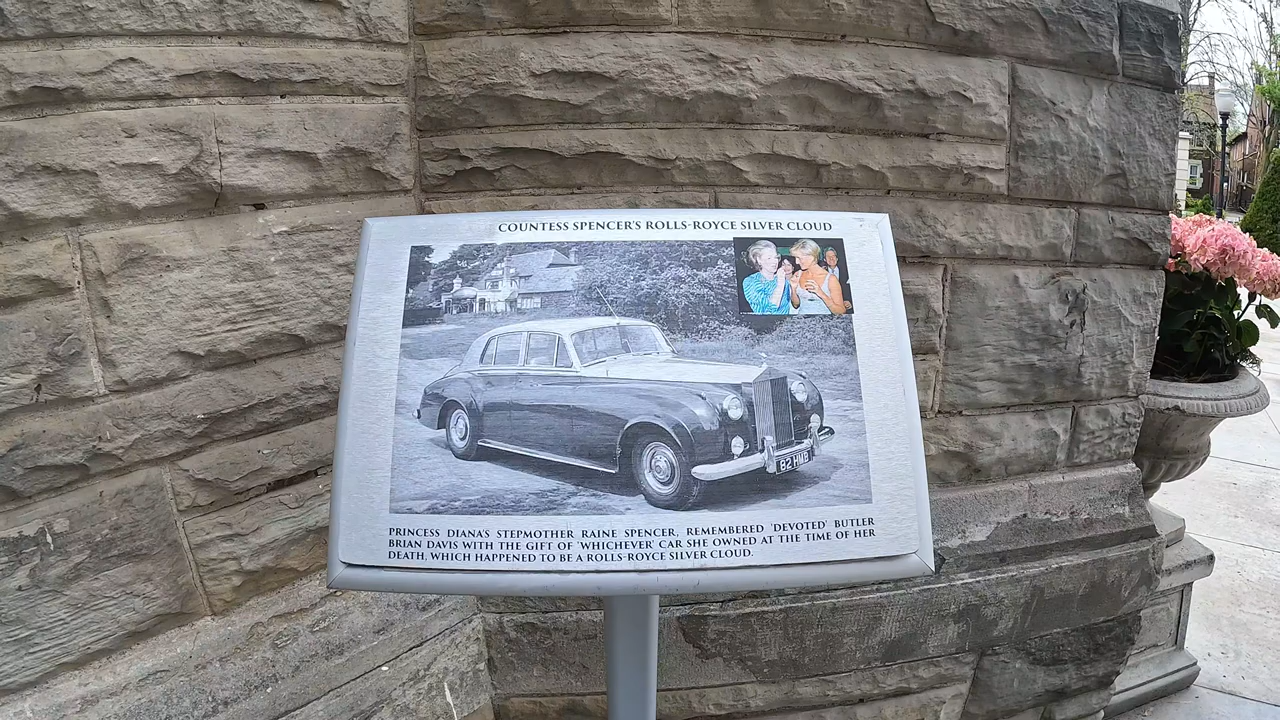 COUNTESS SPENCER'S ROLLS-ROYCE SILVER CLOUD
82 HMB
PRINCESS DIANA'S STEPMOTHER RAINE SPENCER, REMEMBERED 'DEVOTED' BUTLER
BRIAN DAVIS WITH THE GIFT OF 'WHICHEVER' CAR SHE OWNED AT THE TIME OF HER
DEATH, WHICH HAPPENED TO BE A ROLLS-ROYCE SILVER CLOUD.